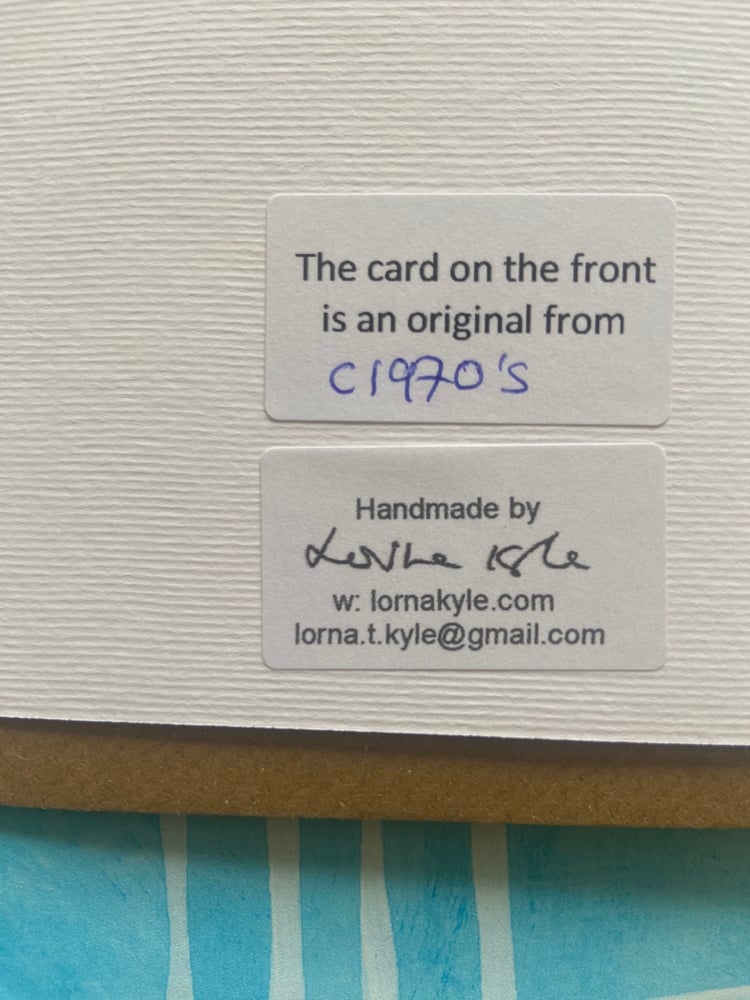 The card on the front
is an original from
C1970's
Handmade by
Lorna Kyle
w: lornakyle.com
lorna.t.kyle@gmail.com